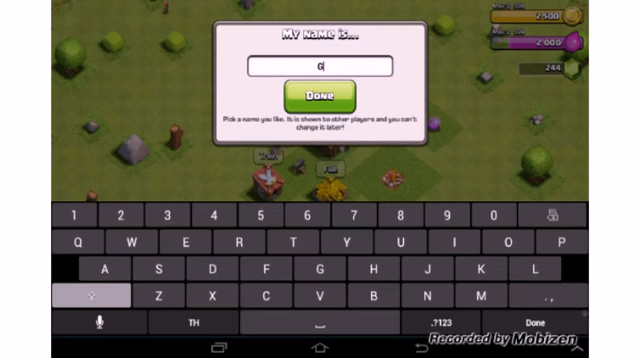 My name is...
G
Done
Pick a name you like. It is shown to other players and you can't
change it later!
2,500
2,000
244
Full
1 2 3 4 5 6 7 8 9 0
Q W E R T Y U I O P
A S D F G H J K L
Z X C V B N M . ,
TH .?123 Done
Recorded by Mobizen